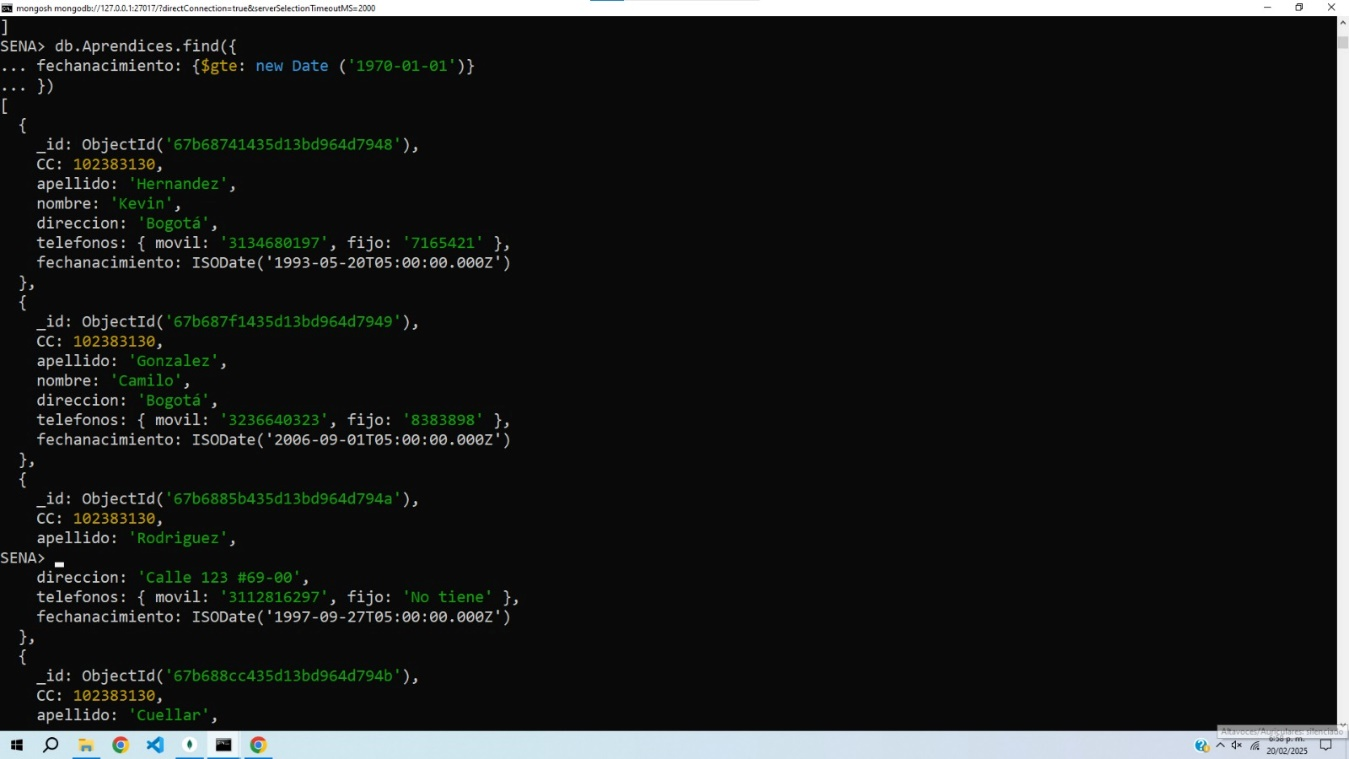 mongosh mongodb://127.0.0.1:27017/?directConnection=true&serverSelectionTimeoutMS=2000
]
SENA> db.Aprendices.find({
... fechanacimiento: {$gte: new Date ('1970-01-01')}
... })
[
  {
    _id: ObjectId('67b68741435d13bd964d7948'),
    CC: 102383130,
    apellido: 'Hernandez',
    nombre: 'Kevin',
    direccion: 'Bogotá',
    telefonos: { movil: '3134680197', fijo: '7165421' },
    fechanacimiento: ISODate('1993-05-20T05:00:00.000Z')
  },
  {
    _id: ObjectId('67b687f1435d13bd964d7949'),
    CC: 102383130,
    apellido: 'Gonzalez',
    nombre: 'Camilo',
    direccion: 'Bogotá',
    telefonos: { movil: '3236640323', fijo: '8383898' },
    fechanacimiento: ISODate('2006-09-01T05:00:00.000Z')
  },
  {
    _id: ObjectId('67b6885b435d13bd964d794a'),
    CC: 102383130,
    apellido: 'Rodriguez',
SENA>
    direccion: 'Calle 123 #69-00',
    telefonos: { movil: '3112816297', fijo: 'No tiene' },
    fechanacimiento: ISODate('1997-09-27T05:00:00.000Z')
  },
  {
    _id: ObjectId('67b688cc435d13bd964d794b'),
    CC: 102383130,
    apellido: 'Cuellar',
Altavoces/Auriculares: silenciado
p. m.
20/02/2025